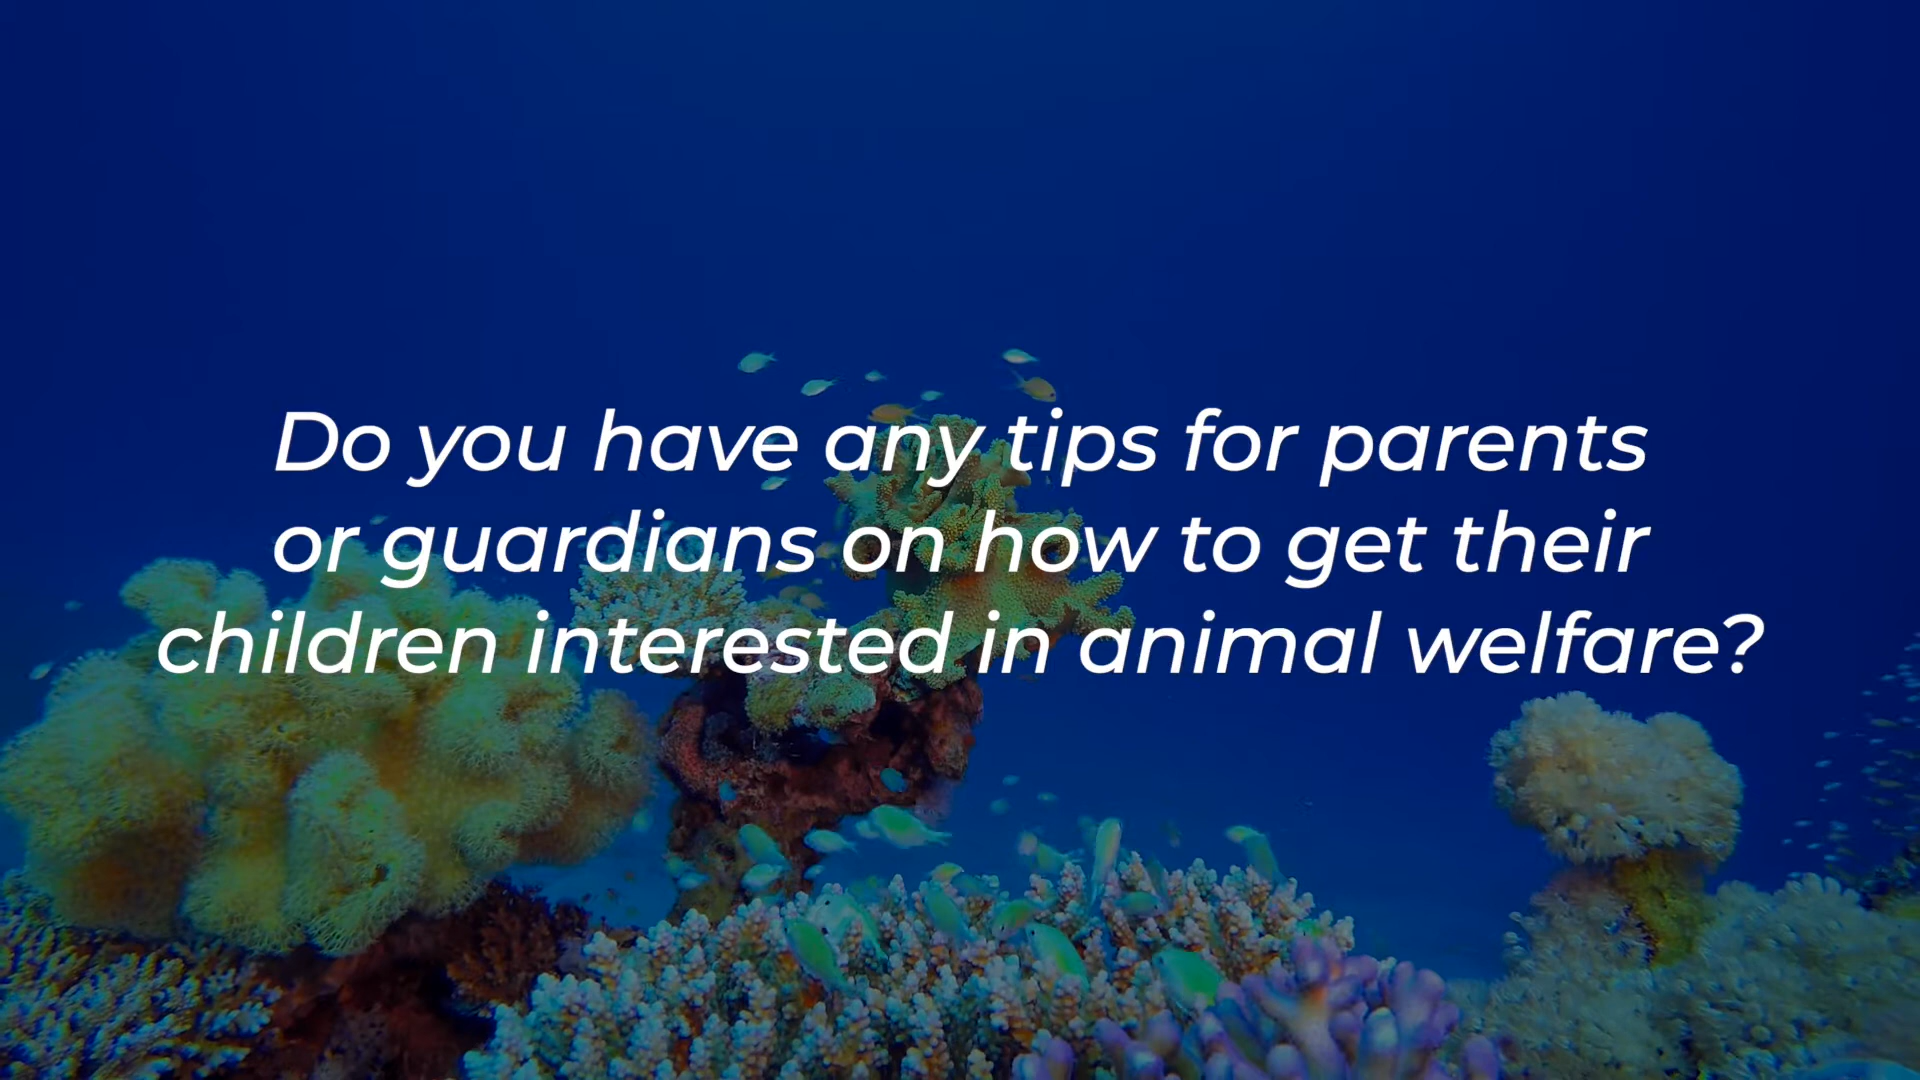 Do you have any tips for parents
or guardians on how to get their
children interested in animal welfare?